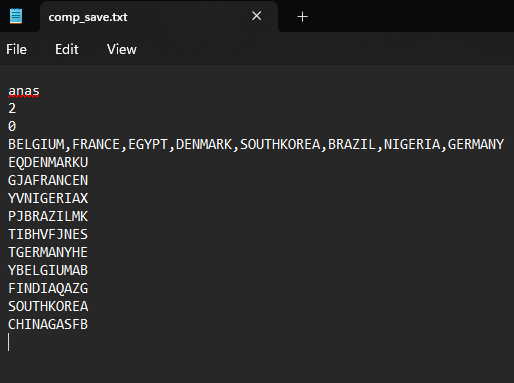 comp_save.txt
File Edit View
anas
2
0
BELGIUM,FRANCE,EGYPT,DENMARK,SOUTHKOREA,BRAZIL,NIGERIA,GERMANY
EQDENMARKU
GJAFRANCEN
YVNIGERIAX
PJBRAZILMK
TIBHVFJNES
TGERMANYHE
YBELGIUMAB
FINDIAQAZG
SOUTHKOREA
CHINAGASFB